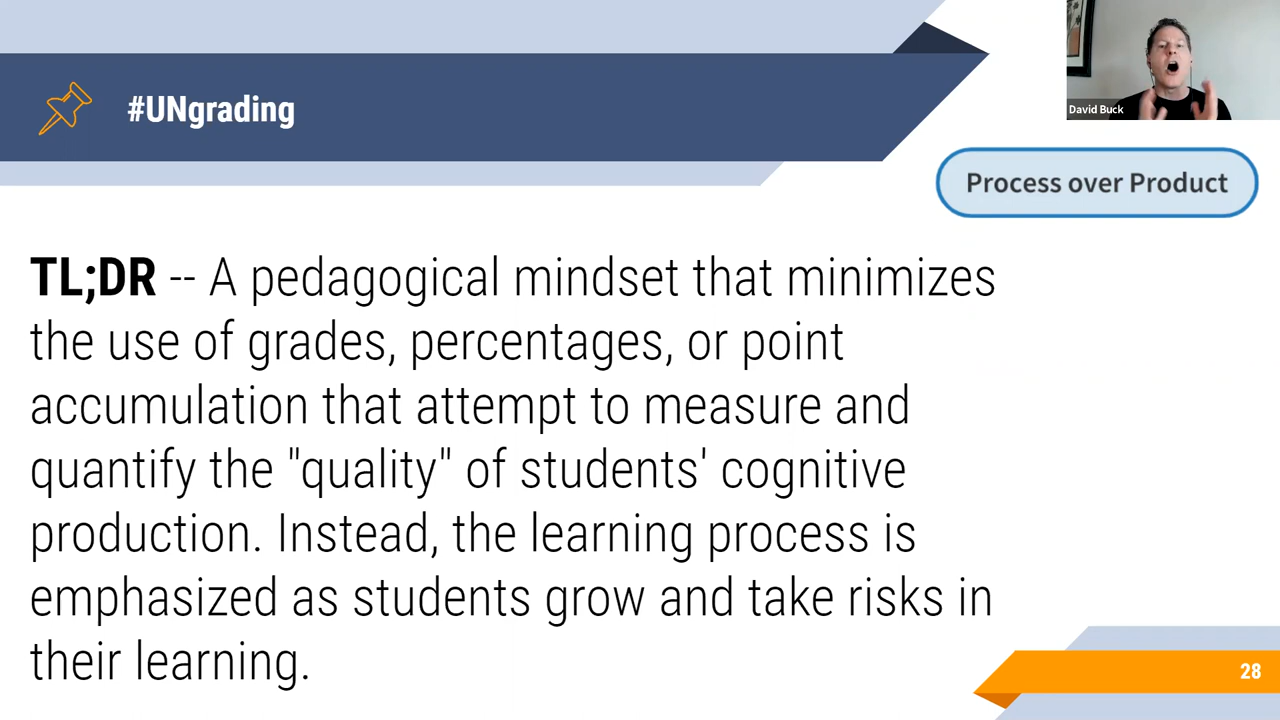 #UNgrading
David Buck
Process over Product
TL;DR -- A pedagogical mindset that minimizes
the use of grades, percentages, or point
accumulation that attempt to measure and
quantify the "quality" of students' cognitive
production. Instead, the learning process is
emphasized as students grow and take risks in
their learning.
28